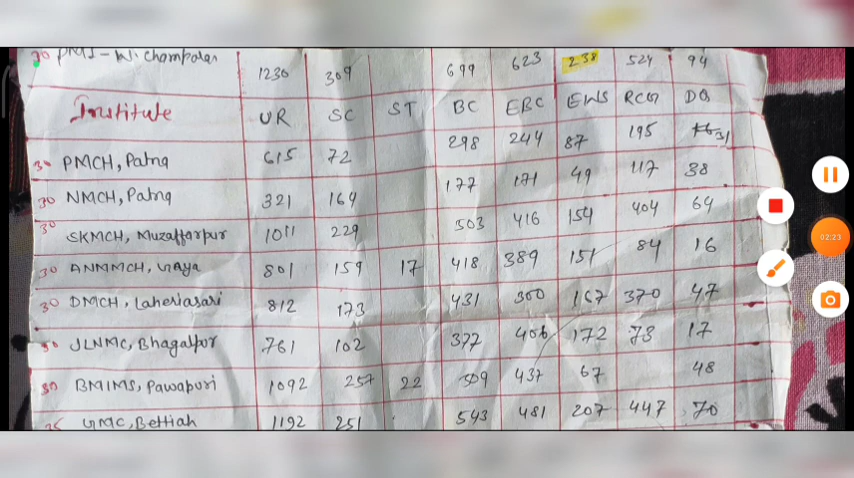 30 PMI - W. Champaran
1230 309 699 623 238 524 94
Institute UR SC ST BC EBC EWS RCG DQ
30 PMCH, Patna 615 72 298 244 87 195 31
30 NMCH, Patna 321 164 177 171 49 117 38
30 SKMCH, Muzaffarpur 1011 229 503 416 154 404 64
30 ANMMCH, Gaya 801 159 17 418 389 151 84 16
30 DMCH, Laheriasari 812 173 431 300 167 370 47
30 JLNMC, Bhagalpur 761 102 377 406 172 73 17
30 BMIMS, Pawapuri 1092 257 22 509 437 67 48
GMC, Bettiah 1192 251 543 481 207 447 70
02:23